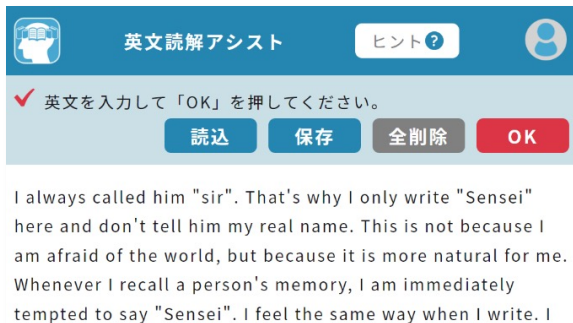 英文読解アシスト
ヒント?
英文を入力して「OK」を押してください。
読込 保存 全削除 OK
I always called him "sir". That's why I only write "Sensei"
here and don't tell him my real name. This is not because I
am afraid of the world, but because it is more natural for me.
Whenever I recall a person's memory, I am immediately
tempted to say "Sensei". I feel the same way when I write. I